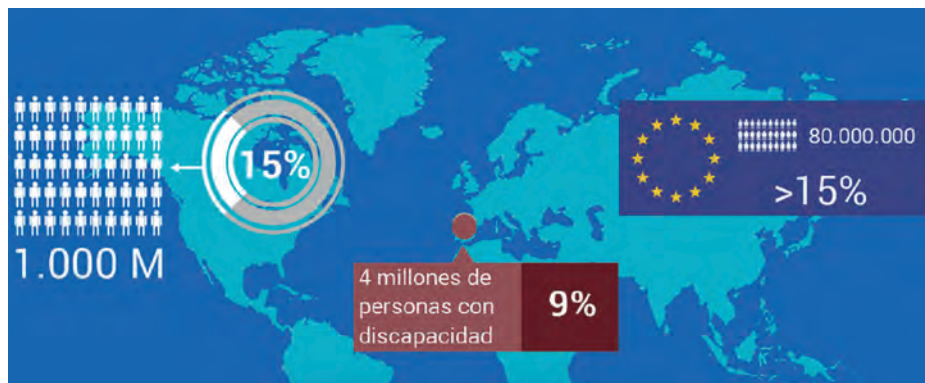 15%
1.000 M
80.000.000
>15%
4 millones de
personas con
discapacidad
9%